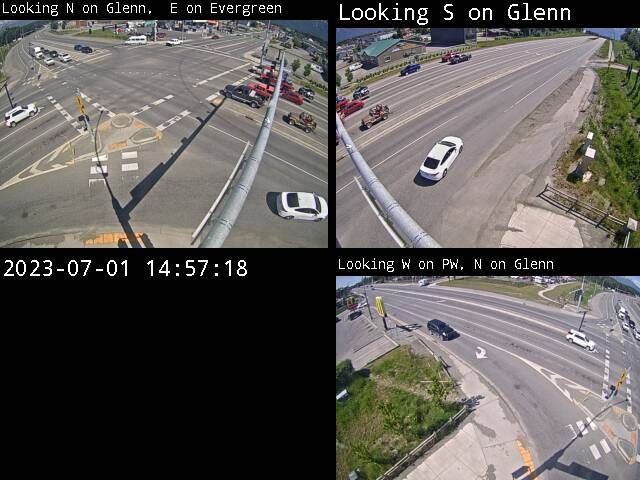 Looking N on Glenn,  E on Evergreen
Looking S on Glenn
2023-07-01 14:57:18
Looking W on PW, N on Glenn